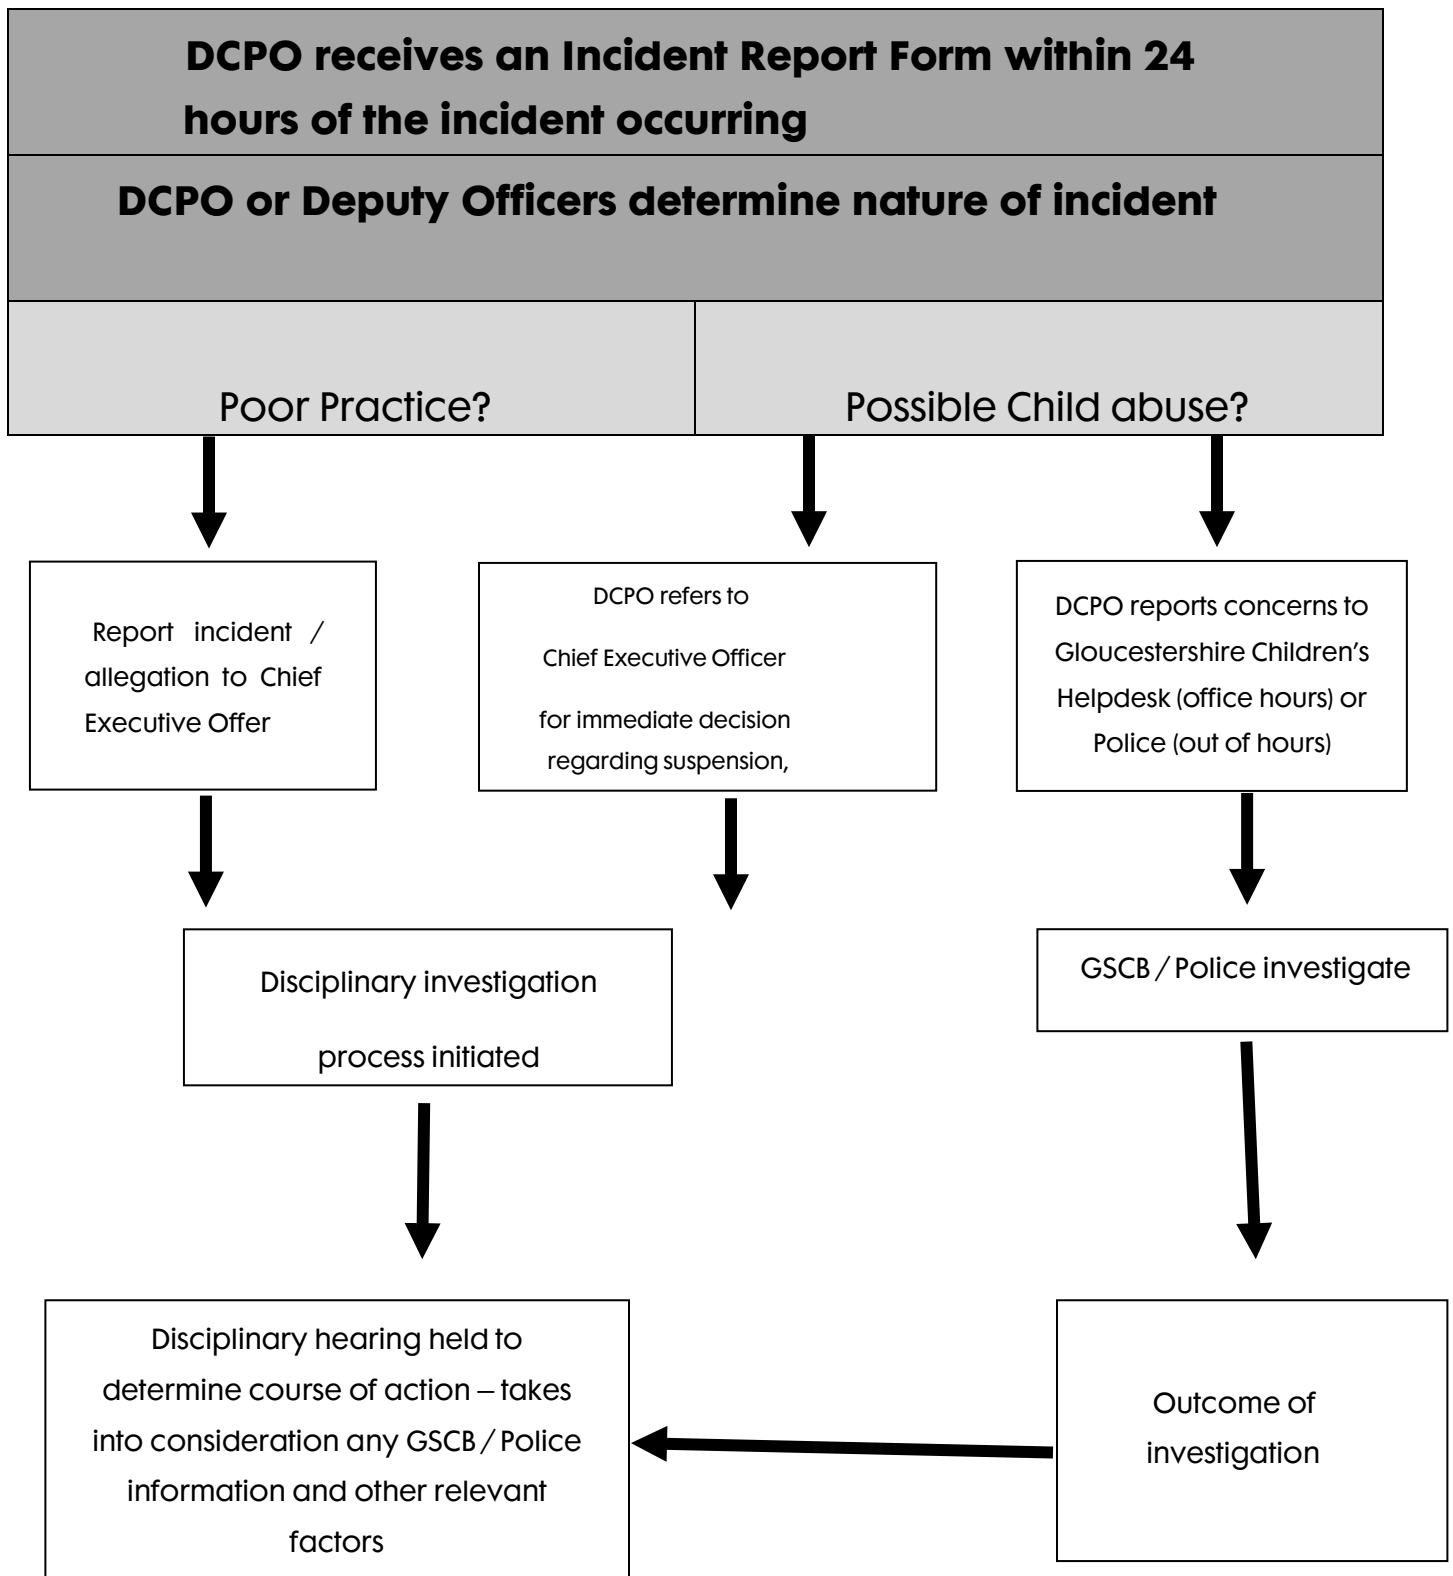 DCPO receives an Incident Report Form within 24
hours of the incident occurring
DCPO or Deputy Officers determine nature of incident
Poor Practice?
Possible Child abuse?
Report incident /
allegation to Chief
Executive Offer
DCPO refers to
Chief Executive Officer
for immediate decision
regarding suspension,
DCPO reports concerns to
Gloucestershire Children's
Helpdesk (office hours) or
Police (out of hours)
Disciplinary investigation
process initiated
GSCB / Police investigate
Disciplinary hearing held to
determine course of action – takes
into consideration any GSCB / Police
information and other relevant
factors
Outcome of
investigation